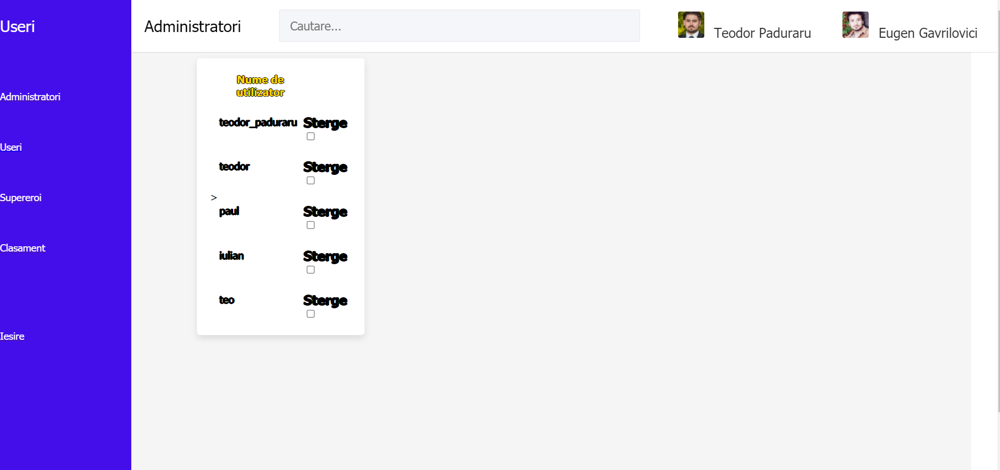 Useri
Administratori
Useri
Supereroi
Clasament
Iesire
Administratori
Cautare...
Teodor Paduraru
Eugen Gavrilovici
Nume de
utilizator
teodor_paduraru Sterge
teodor Sterge
>
paul Sterge
iulian Sterge
teo Sterge